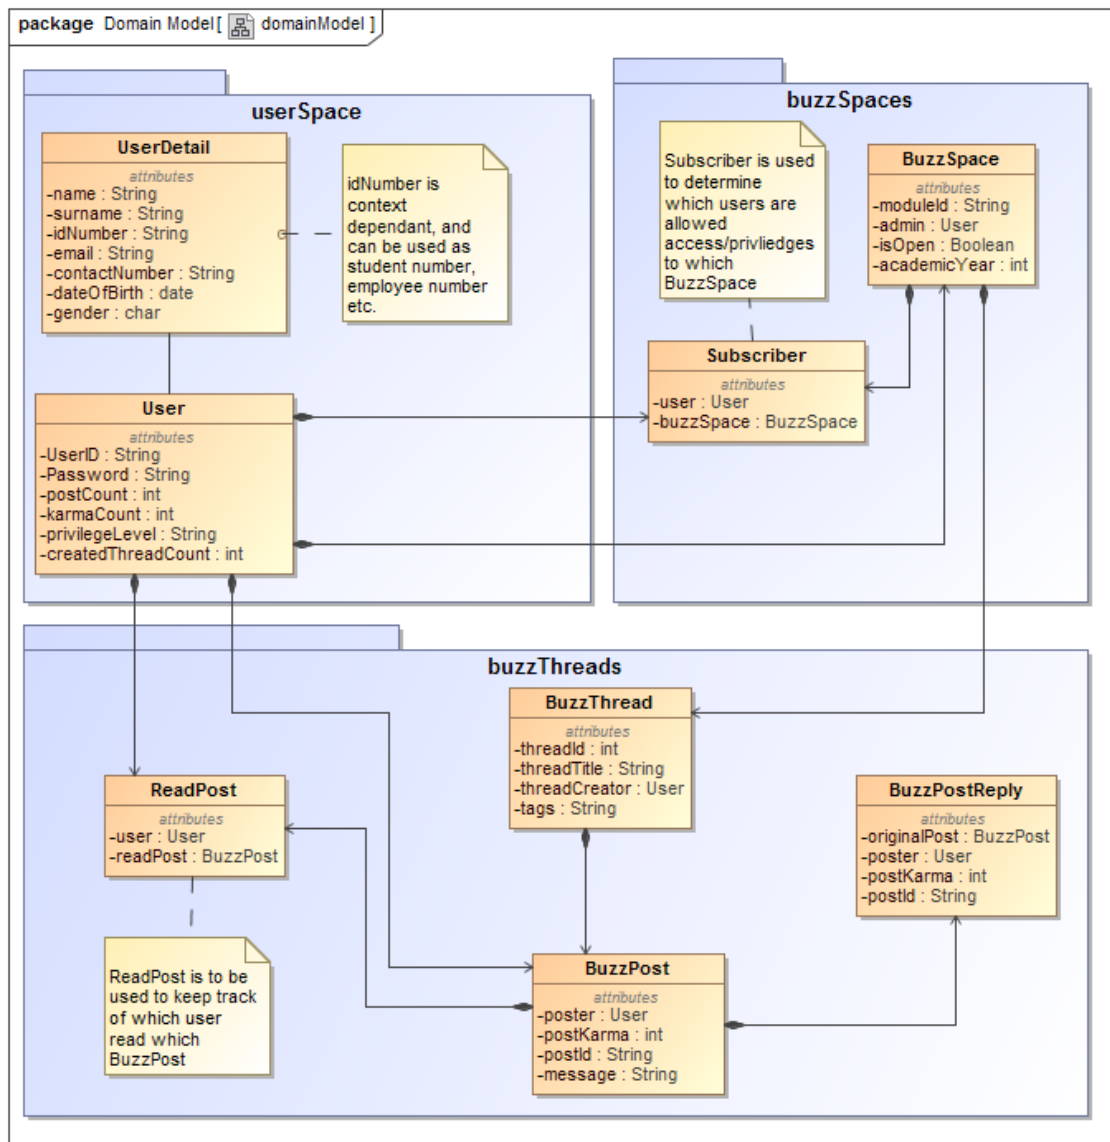 package Domain Model[ domainModel ]
userSpace
UserDetail
attributes
-name : String
-surname : String
-idNumber : String
-email : String
-contactNumber : String
-dateOfBirth : date
-gender : char
idNumber is
context
dependant, and
can be used as
student number,
employee number
etc.
User
attributes
-UserID : String
-Password : String
-postCount : int
-karmaCount : int
-privilegeLevel : String
-createdThreadCount : int
buzzSpaces
Subscriber is used
to determine
which users are
allowed
access/privliedges
to which
BuzzSpace
BuzzSpace
attributes
-moduleId : String
-admin : User
-isOpen : Boolean
-academicYear : int
Subscriber
attributes
-user : User
-buzzSpace : BuzzSpace
buzzThreads
BuzzThread
attributes
-threadId : int
-threadTitle : String
-threadCreator : User
-tags : String
ReadPost
attributes
-user : User
-readPost : BuzzPost
BuzzPostReply
attributes
-originalPost : BuzzPost
-poster : User
-postKarma : int
-postId : String
ReadPost is to be
used to keep track
of which user
read which
BuzzPost
BuzzPost
attributes
-poster : User
-postKarma : int
-postId : String
-message : String